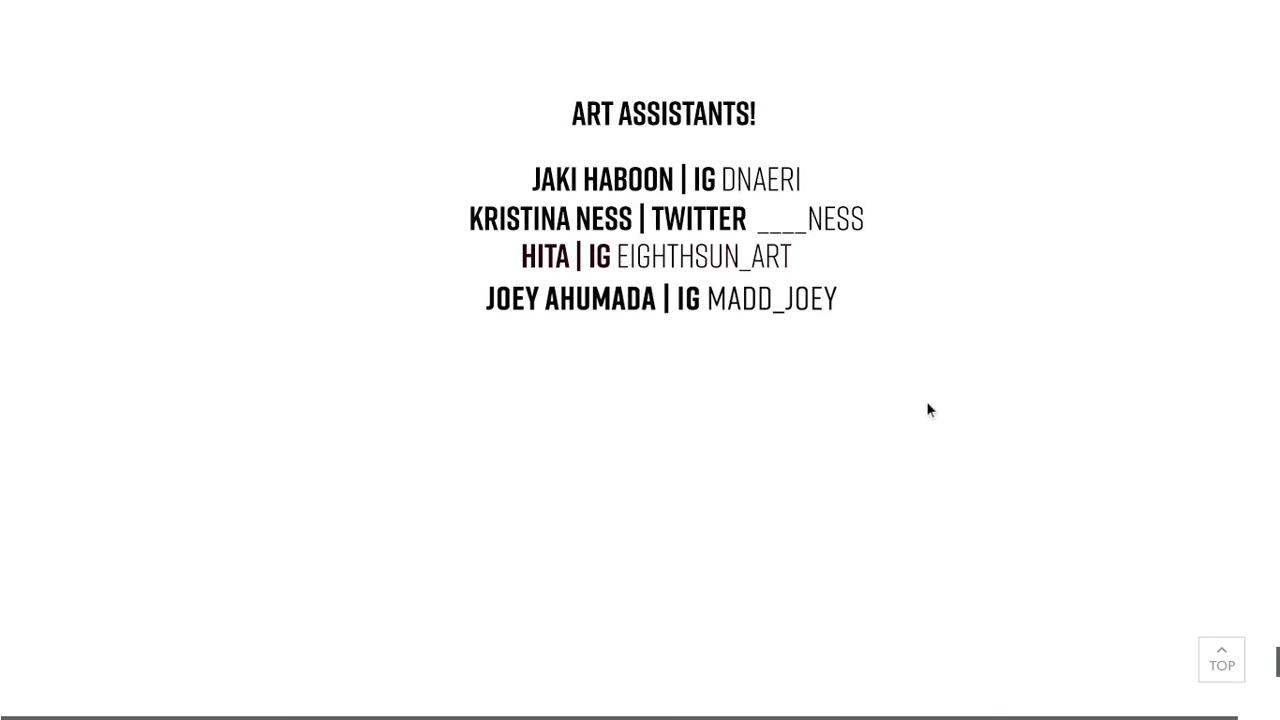 ART ASSISTANTS!
JAKI HABOON | IG DNAERI
KRISTINA NESS | TWITTER ____NESS
HITA | IG EIGHTHSUN_ART
JOEY AHUMADA | IG MADD_JOEY
TOP